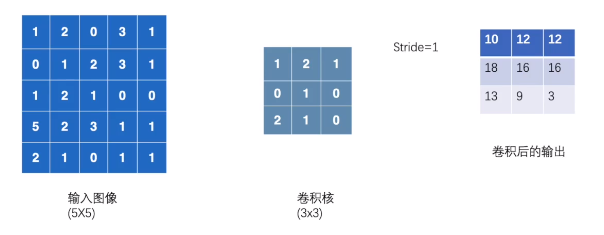 1 2 0 3 1
0 1 2 3 1
1 2 1 0 0
5 2 3 1 1
2 1 0 1 1
输入图像
(5X5)
1 2 1
0 1 0
2 1 0
卷积核
(3x3)
Stride=1
10 12 12
18 16 16
13 9 3
卷积后的输出